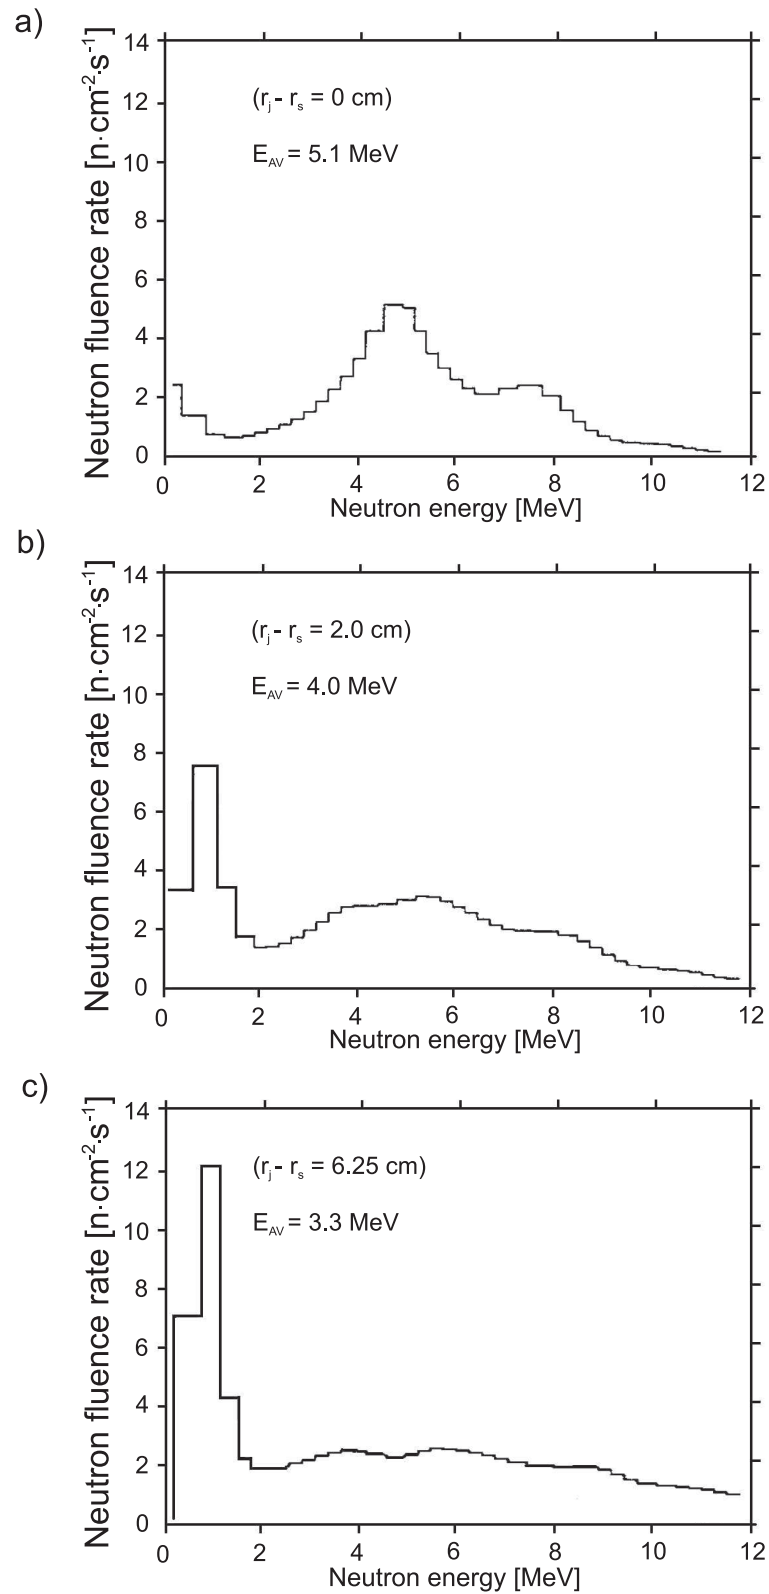 a)
Neutron fluence rate [n·cm⁻²·s⁻¹]
14
12
10
8
6
4
2
0
(rⱼ - rₛ = 0 cm)
E_AV = 5.1 MeV
0 2 4 6 8 10 12
Neutron energy [MeV]
b)
Neutron fluence rate [n·cm⁻²·s⁻¹]
14
12
10
8
6
4
2
0
(rⱼ - rₛ = 2.0 cm)
E_AV = 4.0 MeV
0 2 4 6 8 10 12
Neutron energy [MeV]
c)
Neutron fluence rate [n·cm⁻²·s⁻¹]
14
12
10
8
6
4
2
0
(rⱼ - rₛ = 6.25 cm)
E_AV = 3.3 MeV
0 2 4 6 8 10 12
Neutron energy [MeV]